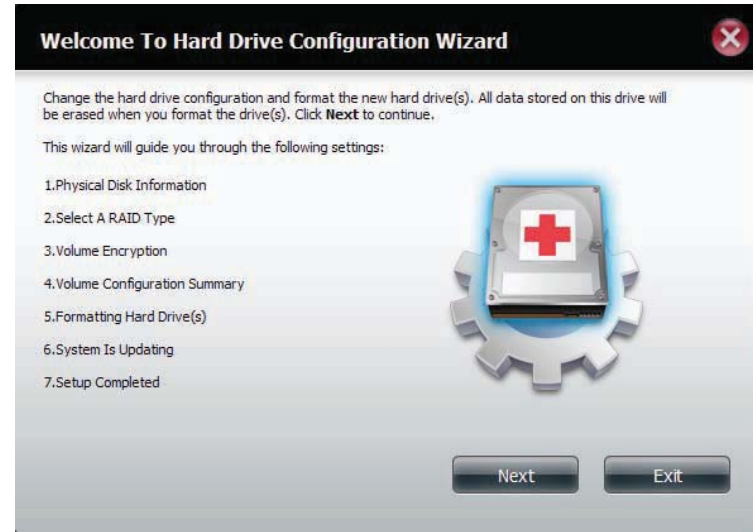 Welcome To Hard Drive Configuration Wizard
Change the hard drive configuration and format the new hard drive(s). All data stored on this drive will
be erased when you format the drive(s). Click Next to continue.
This wizard will guide you through the following settings:
1.Physical Disk Information
2.Select A RAID Type
3.Volume Encryption
4.Volume Configuration Summary
5.Formatting Hard Drive(s)
6.System Is Updating
7.Setup Completed
Next Exit